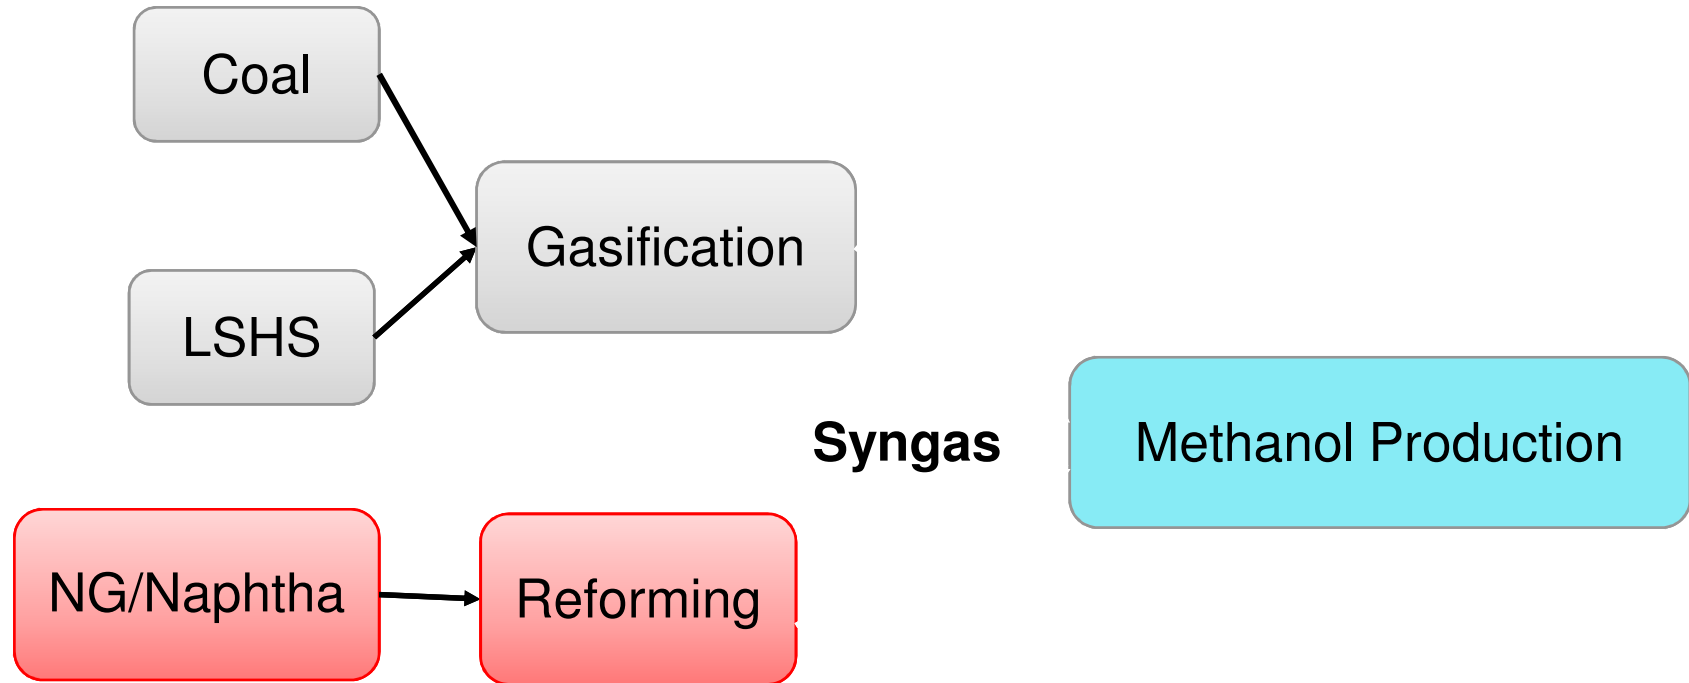 Coal
Gasification
LSHS
Syngas
Methanol Production
NG/Naphtha
Reforming